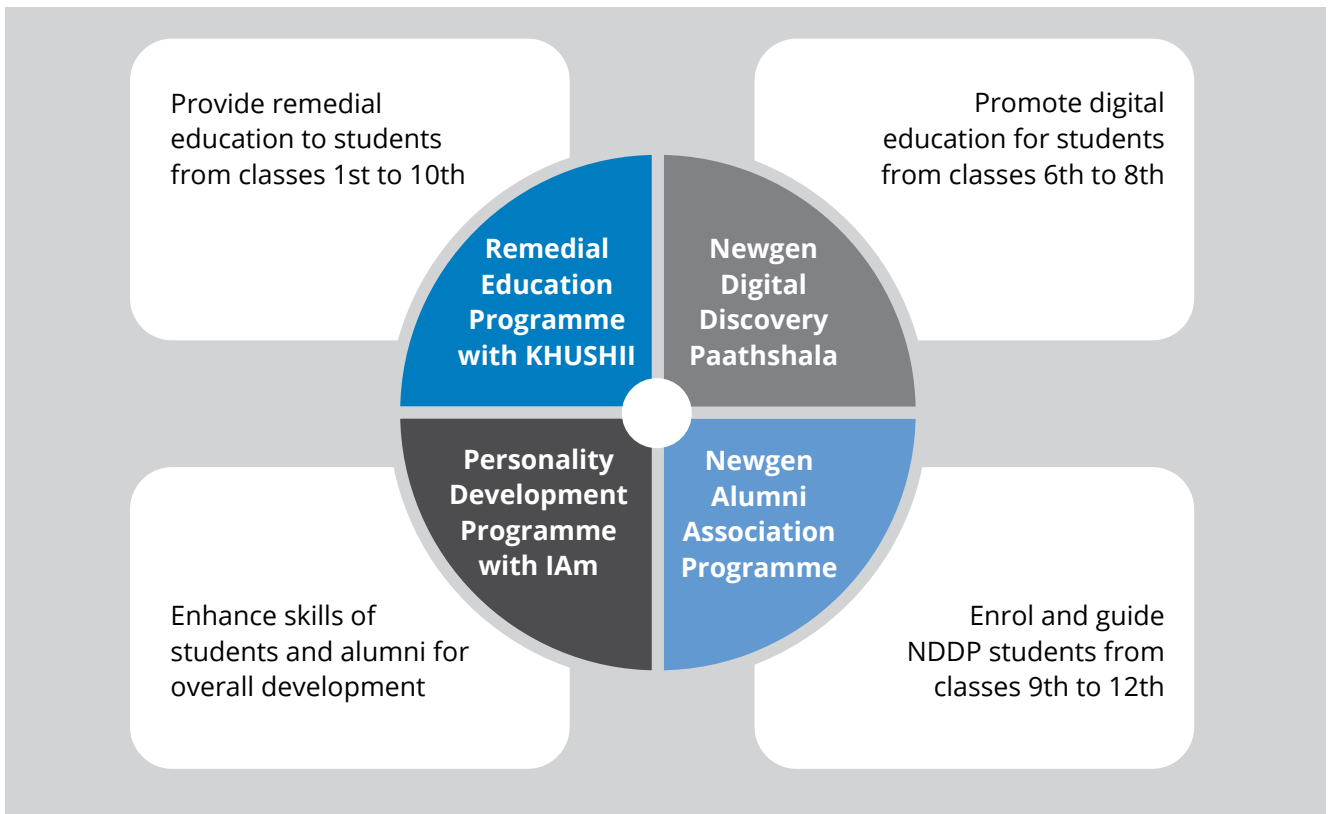 Provide remedial
education to students
from classes 1st to 10th
Promote digital
education for students
from classes 6th to 8th
Remedial
Education
Programme
with KHUSHII
Newgen
Digital
Discovery
Paathshala
Personality
Development
Programme
with IAm
Newgen
Alumni
Association
Programme
Enhance skills of
students and alumni for
overall development
Enrol and guide
NDDP students from
classes 9th to 12th